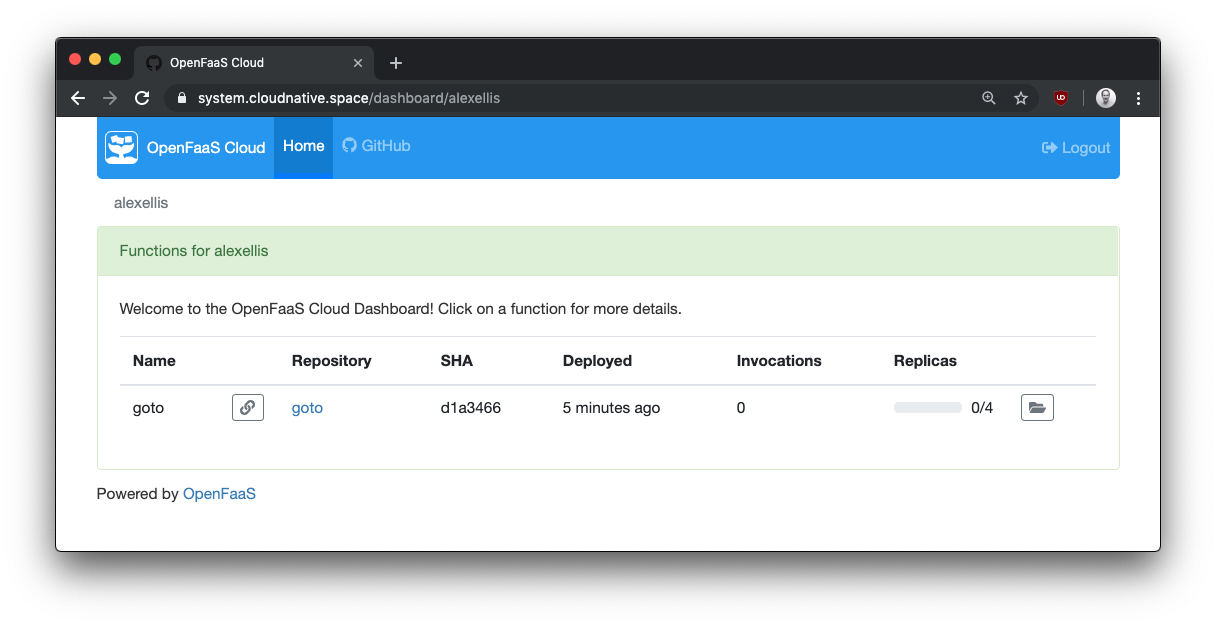 OpenFaaS Cloud
system.cloudnative.space/dashboard/alexellis
UD
OpenFaaS Cloud Home GitHub Logout
alexellis
Functions for alexellis
Welcome to the OpenFaaS Cloud Dashboard! Click on a function for more details.
Name Repository SHA Deployed Invocations Replicas
goto goto d1a3466 5 minutes ago 0 0/4
Powered by OpenFaaS